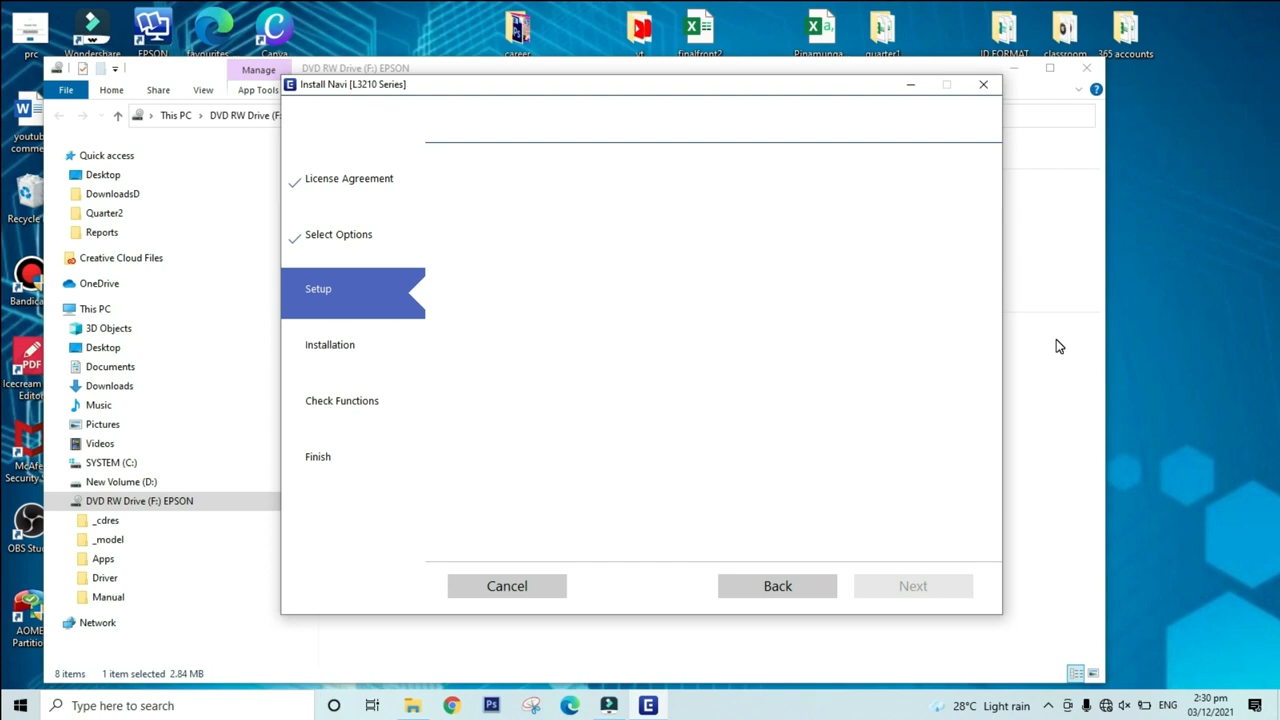 prc
Wondershare
EPSON
favourites
Canva
career
vt
finalfront2
Pinamunga
quarter1
ID FORMAT
classroom
365 accounts
Manage
DVD RW Drive (F:) EPSON
File
Home
Share
View
App Tools
This PC
DVD RW Drive (F:
Install Navi [L3210 Series]
youtub
comme
Recycle
Bandica
Icecream
Editor
McAfe
Security
OBS Stu
AOME
Partitio
Quick access
Desktop
DownloadsD
Quarter2
Reports
Creative Cloud Files
OneDrive
This PC
3D Objects
Desktop
Documents
Downloads
Music
Pictures
Videos
SYSTEM (C:)
New Volume (D:)
DVD RW Drive (F:) EPSON
_cdres
_model
Apps
Driver
Manual
Network
8 items
1 item selected 2.84 MB
License Agreement
Select Options
Setup
Installation
Check Functions
Finish
Cancel
Back
Next
Type here to search
28°C Light rain
ENG
2:30 pm
03/12/2021